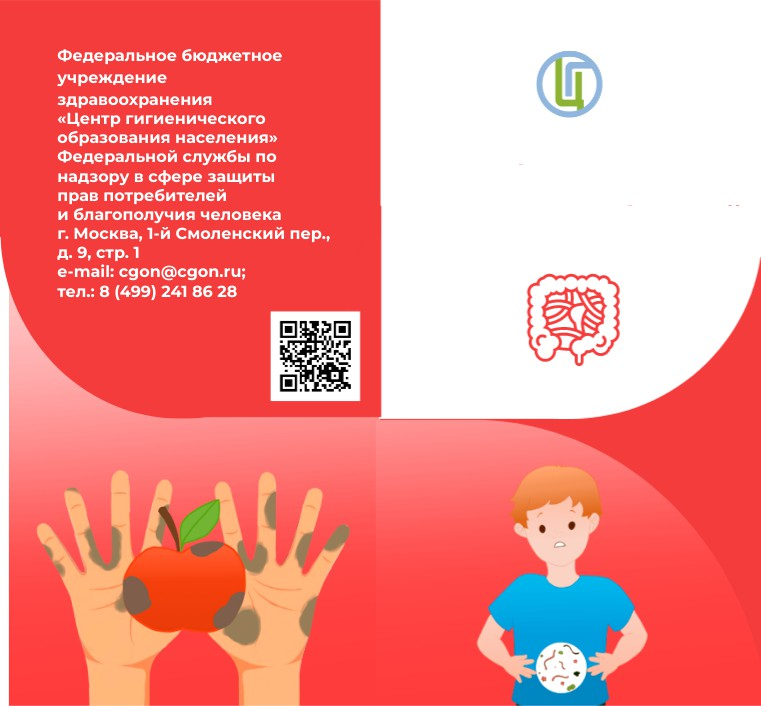 Федеральное бюджетное
учреждение
здравоохранения
«Центр гигиенического
образования населения»
Федеральной службы по
надзору в сфере защиты
прав потребителей
и благополучия человека
г. Москва, 1-й Смоленский пер.,
д. 9, стр. 1
e-mail: cgon@cgon.ru;
тел.: 8 (499) 241 86 28